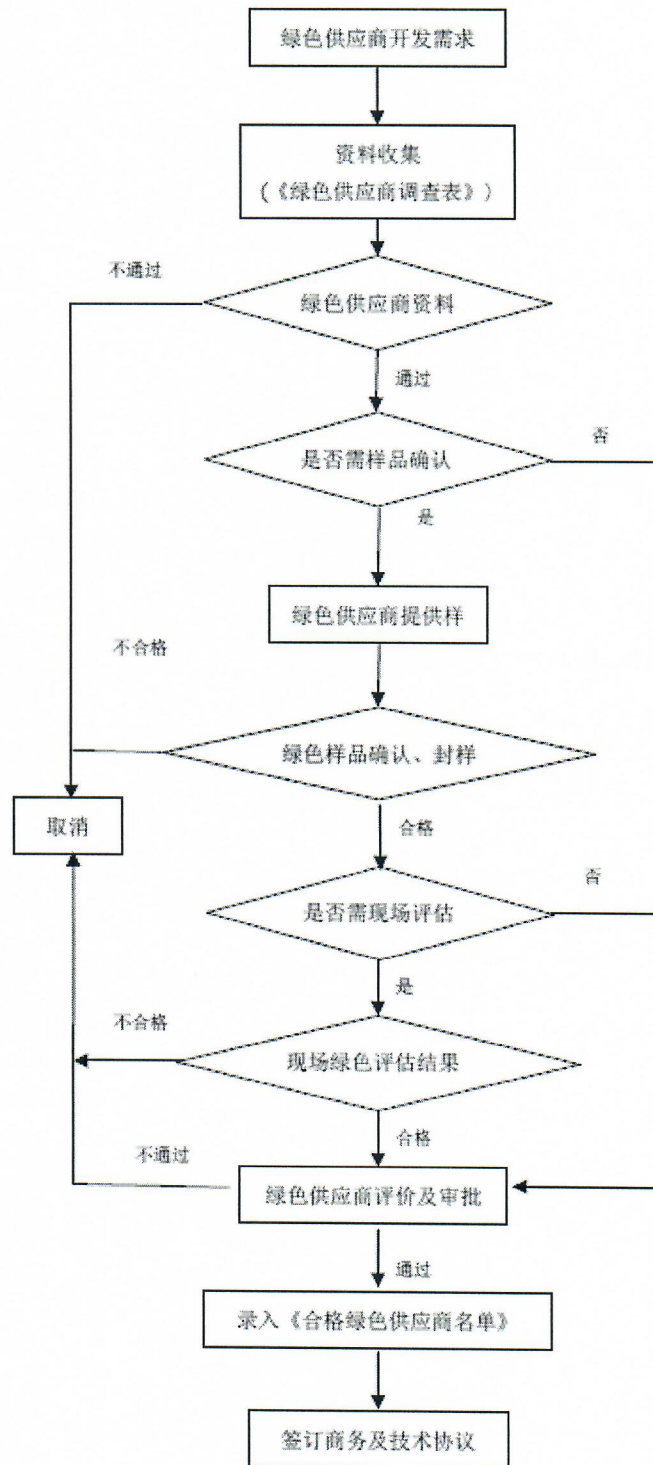 绿色供应商开发需求
资料收集
(《绿色供应商调查表》)
不通过
绿色供应商资料
通过
否
是否需样品确认
是
绿色供应商提供样
不合格
绿色样品确认、封样
取消
合格
否
是否需现场评估
是
不合格
现场绿色评估结果
合格
不通过
绿色供应商评价及审批
通过
录入《合格绿色供应商名单》
签订商务及技术协议